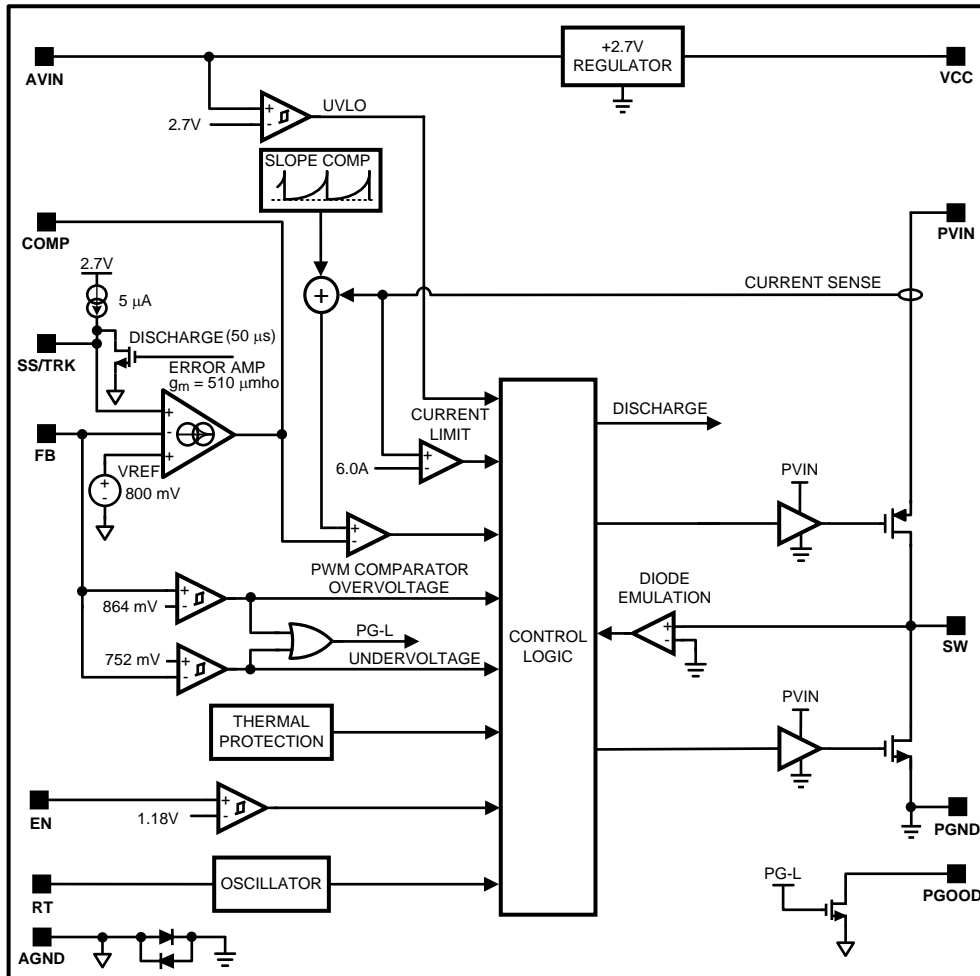 +2.7V
REGULATOR
AVIN
VCC
UVLO
+
-
2.7V
SLOPE COMP
COMP
PVIN
2.7V
5 μA
+
CURRENT SENSE
DISCHARGE (50 μs)
SS/TRK
ERROR AMP
gm = 510 μmho
+
-
+
FB
VREF
800 mV
+
-
CURRENT
LIMIT
+
-
6.0A
DISCHARGE
PVIN
+
-
PWM COMPARATOR
OVERVOLTAGE
+
-
864 mV
DIODE
EMULATION
+
-
PG-L
CONTROL
LOGIC
SW
752 mV
+
-
UNDERVOLTAGE
PVIN
THERMAL
PROTECTION
EN
+
-
1.18V
PGND
PG-L
PGOOD
OSCILLATOR
RT
AGND